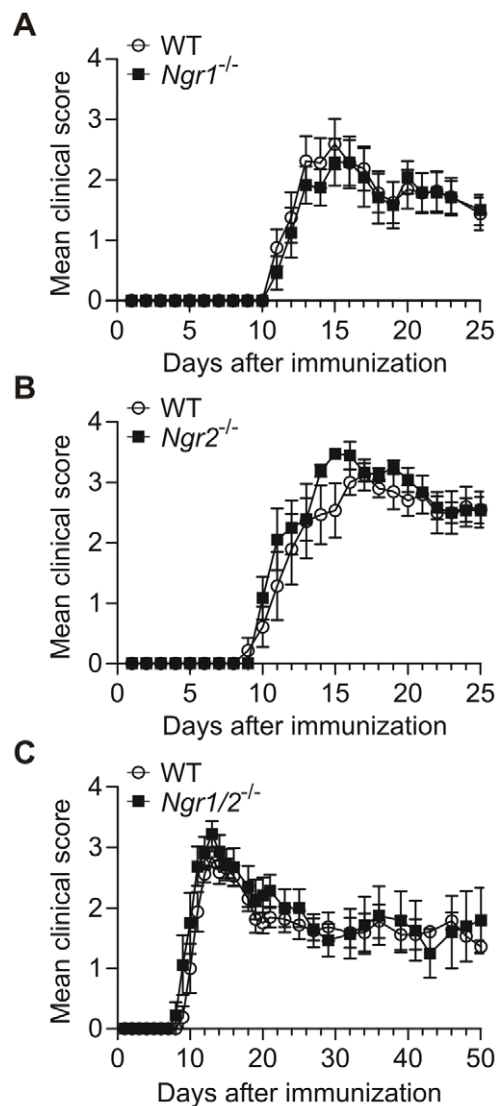 A
WT
Ngr1-/-
Mean clinical score
4
3
2
1
0
0 5 10 15 20 25
Days after immunization
B
WT
Ngr2-/-
Mean clinical score
4
3
2
1
0
0 5 10 15 20 25
Days after immunization
C
WT
Ngr1/2-/-
Mean clinical score
4
3
2
1
0
0 10 20 30 40 50
Days after immunization